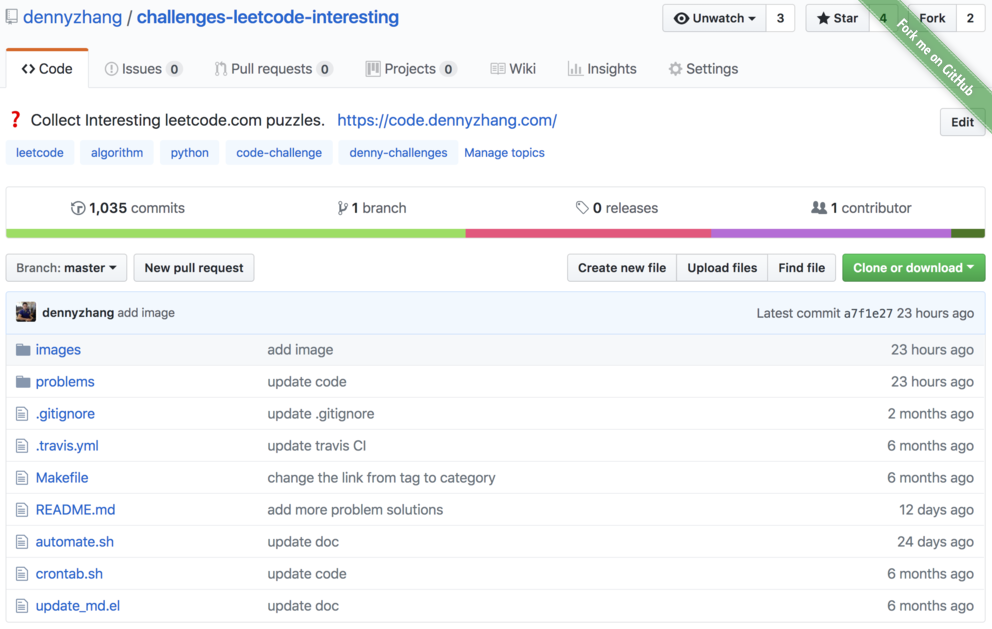 dennyzhang / challenges-leetcode-interesting
Unwatch 3 Star 4 Fork 2
Fork me on GitHub
Code Issues 0 Pull requests 0 Projects 0 Wiki Insights Settings
? Collect Interesting leetcode.com puzzles. https://code.dennyzhang.com/
Edit
leetcode algorithm python code-challenge denny-challenges Manage topics
1,035 commits 1 branch 0 releases 1 contributor
Branch: master New pull request Create new file Upload files Find file Clone or download
dennyzhang add image Latest commit a7f1e27 23 hours ago
images add image 23 hours ago
problems update code 23 hours ago
.gitignore update .gitignore 2 months ago
.travis.yml update travis CI 6 months ago
Makefile change the link from tag to category 6 months ago
README.md add more problem solutions 12 days ago
automate.sh update doc 24 days ago
crontab.sh update code 6 months ago
update_md.el update doc 6 months ago